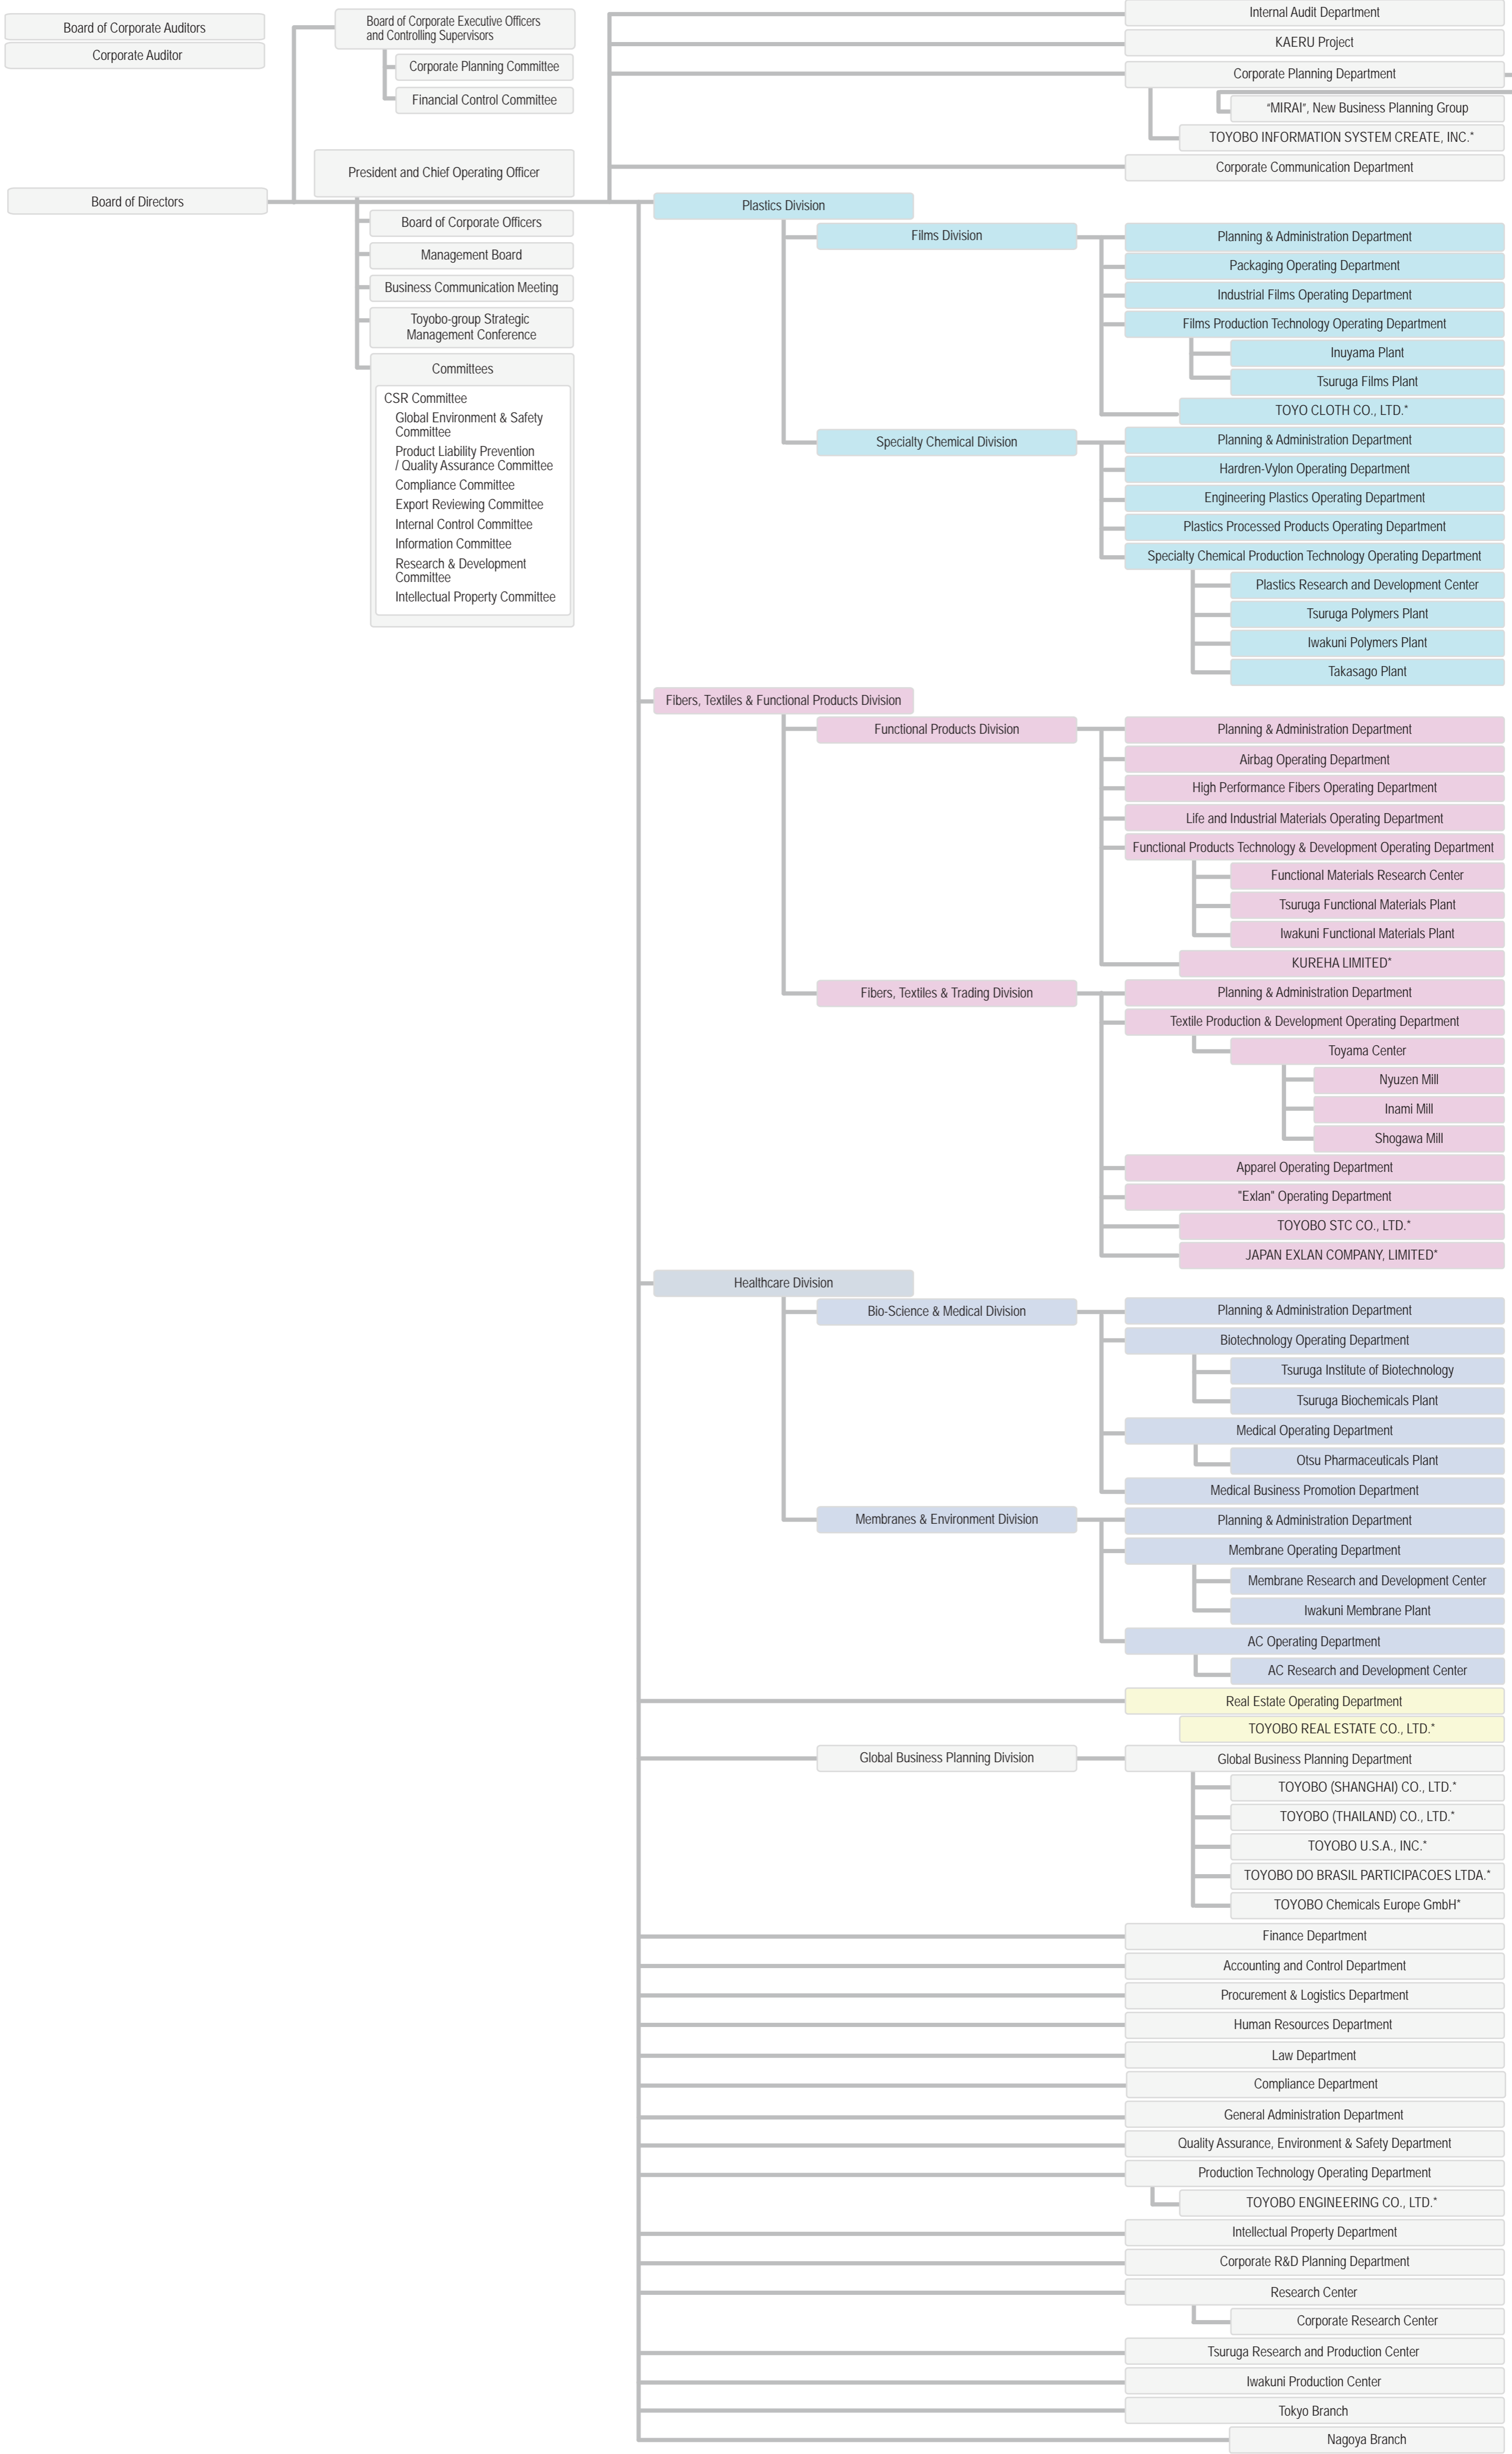 Board of Corporate Auditors
Corporate Auditor
Board of Directors
Board of Corporate Executive Officers
and Controlling Supervisors
Corporate Planning Committee
Financial Control Committee
President and Chief Operating Officer
Board of Corporate Officers
Management Board
Business Communication Meeting
Toyobo-group Strategic
Management Conference
Committees
CSR Committee
Global Environment & Safety
Committee
Product Liability Prevention
/ Quality Assurance Committee
Compliance Committee
Export Reviewing Committee
Internal Control Committee
Information Committee
Research & Development
Committee
Intellectual Property Committee
Internal Audit Department
KAERU Project
Corporate Planning Department
“MIRAI”, New Business Planning Group
TOYOBO INFORMATION SYSTEM CREATE, INC.*
Corporate Communication Department
Plastics Division
Films Division
Planning & Administration Department
Packaging Operating Department
Industrial Films Operating Department
Films Production Technology Operating Department
Inuyama Plant
Tsuruga Films Plant
TOYO CLOTH CO., LTD.*
Specialty Chemical Division
Planning & Administration Department
Hardren-Vylon Operating Department
Engineering Plastics Operating Department
Plastics Processed Products Operating Department
Specialty Chemical Production Technology Operating Department
Plastics Research and Development Center
Tsuruga Polymers Plant
Iwakuni Polymers Plant
Takasago Plant
Fibers, Textiles & Functional Products Division
Functional Products Division
Planning & Administration Department
Airbag Operating Department
High Performance Fibers Operating Department
Life and Industrial Materials Operating Department
Functional Products Technology & Development Operating Department
Functional Materials Research Center
Tsuruga Functional Materials Plant
Iwakuni Functional Materials Plant
KUREHA LIMITED*
Fibers, Textiles & Trading Division
Planning & Administration Department
Textile Production & Development Operating Department
Toyama Center
Nyuzen Mill
Inami Mill
Shogawa Mill
Apparel Operating Department
"Exlan" Operating Department
TOYOBO STC CO., LTD.*
JAPAN EXLAN COMPANY, LIMITED*
Healthcare Division
Bio-Science & Medical Division
Planning & Administration Department
Biotechnology Operating Department
Tsuruga Institute of Biotechnology
Tsuruga Biochemicals Plant
Medical Operating Department
Otsu Pharmaceuticals Plant
Medical Business Promotion Department
Membranes & Environment Division
Planning & Administration Department
Membrane Operating Department
Membrane Research and Development Center
Iwakuni Membrane Plant
AC Operating Department
AC Research and Development Center
Real Estate Operating Department
TOYOBO REAL ESTATE CO., LTD.*
Global Business Planning Division
Global Business Planning Department
TOYOBO (SHANGHAI) CO., LTD.*
TOYOBO (THAILAND) CO., LTD.*
TOYOBO U.S.A., INC.*
TOYOBO DO BRASIL PARTICIPACOES LTDA.*
TOYOBO Chemicals Europe GmbH*
Finance Department
Accounting and Control Department
Procurement & Logistics Department
Human Resources Department
Law Department
Compliance Department
General Administration Department
Quality Assurance, Environment & Safety Department
Production Technology Operating Department
TOYOBO ENGINEERING CO., LTD.*
Intellectual Property Department
Corporate R&D Planning Department
Research Center
Corporate Research Center
Tsuruga Research and Production Center
Iwakuni Production Center
Tokyo Branch
Nagoya Branch